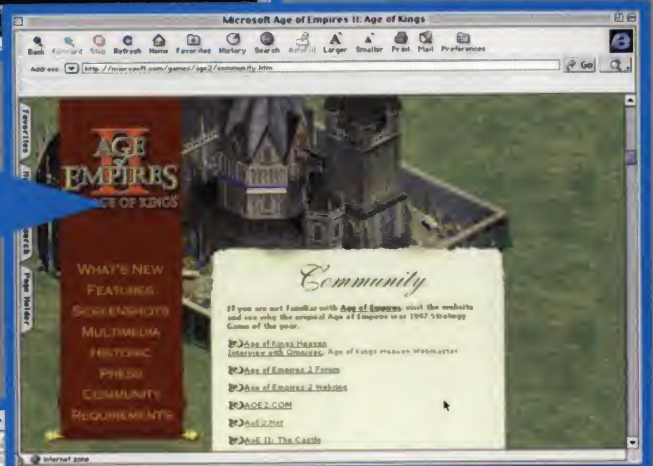 Microsoft Age of Empires II: Age of Kings
Back Forward Stop Refresh Home Favorites History Search AutoFill Larger Smaller Print Mail Preferences
Address http://microsoft.com/games/age2/community.htm Go
Favorites
Search
Page Holder
AGE of EMPIRES II
AGE OF KINGS
WHAT'S NEW
FEATURES
SCREENSHOTS
MULTIMEDIA
HISTORIC
PRESS
COMMUNITY
REQUIREMENTS
Community
If you are not familiar with Age of Empires, visit the website
and see why the original Age of Empires was 1997 Strategy
Game of the year.
Age of Kings Heaven
Interview with Omniver, Age of Kings Heaven Webmaster
Age of Empires 2 Forum
Age of Empires 2 Webring
AOE2.COM
AoE2.Net
AoE II: The Castle
Internet zone